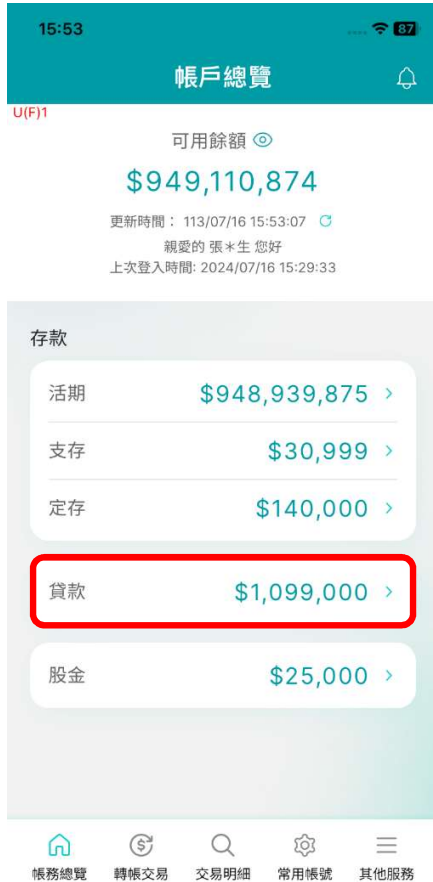 15:53
87
帳戶總覽
U(F)1
可用餘額
$949,110,874
更新時間： 113/07/16 15:53:07
親愛的 張＊生 您好
上次登入時間: 2024/07/16 15:29:33
存款
活期 $948,939,875
支存 $30,999
定存 $140,000
貸款 $1,099,000
股金 $25,000
帳務總覽 轉帳交易 交易明細 常用帳號 其他服務